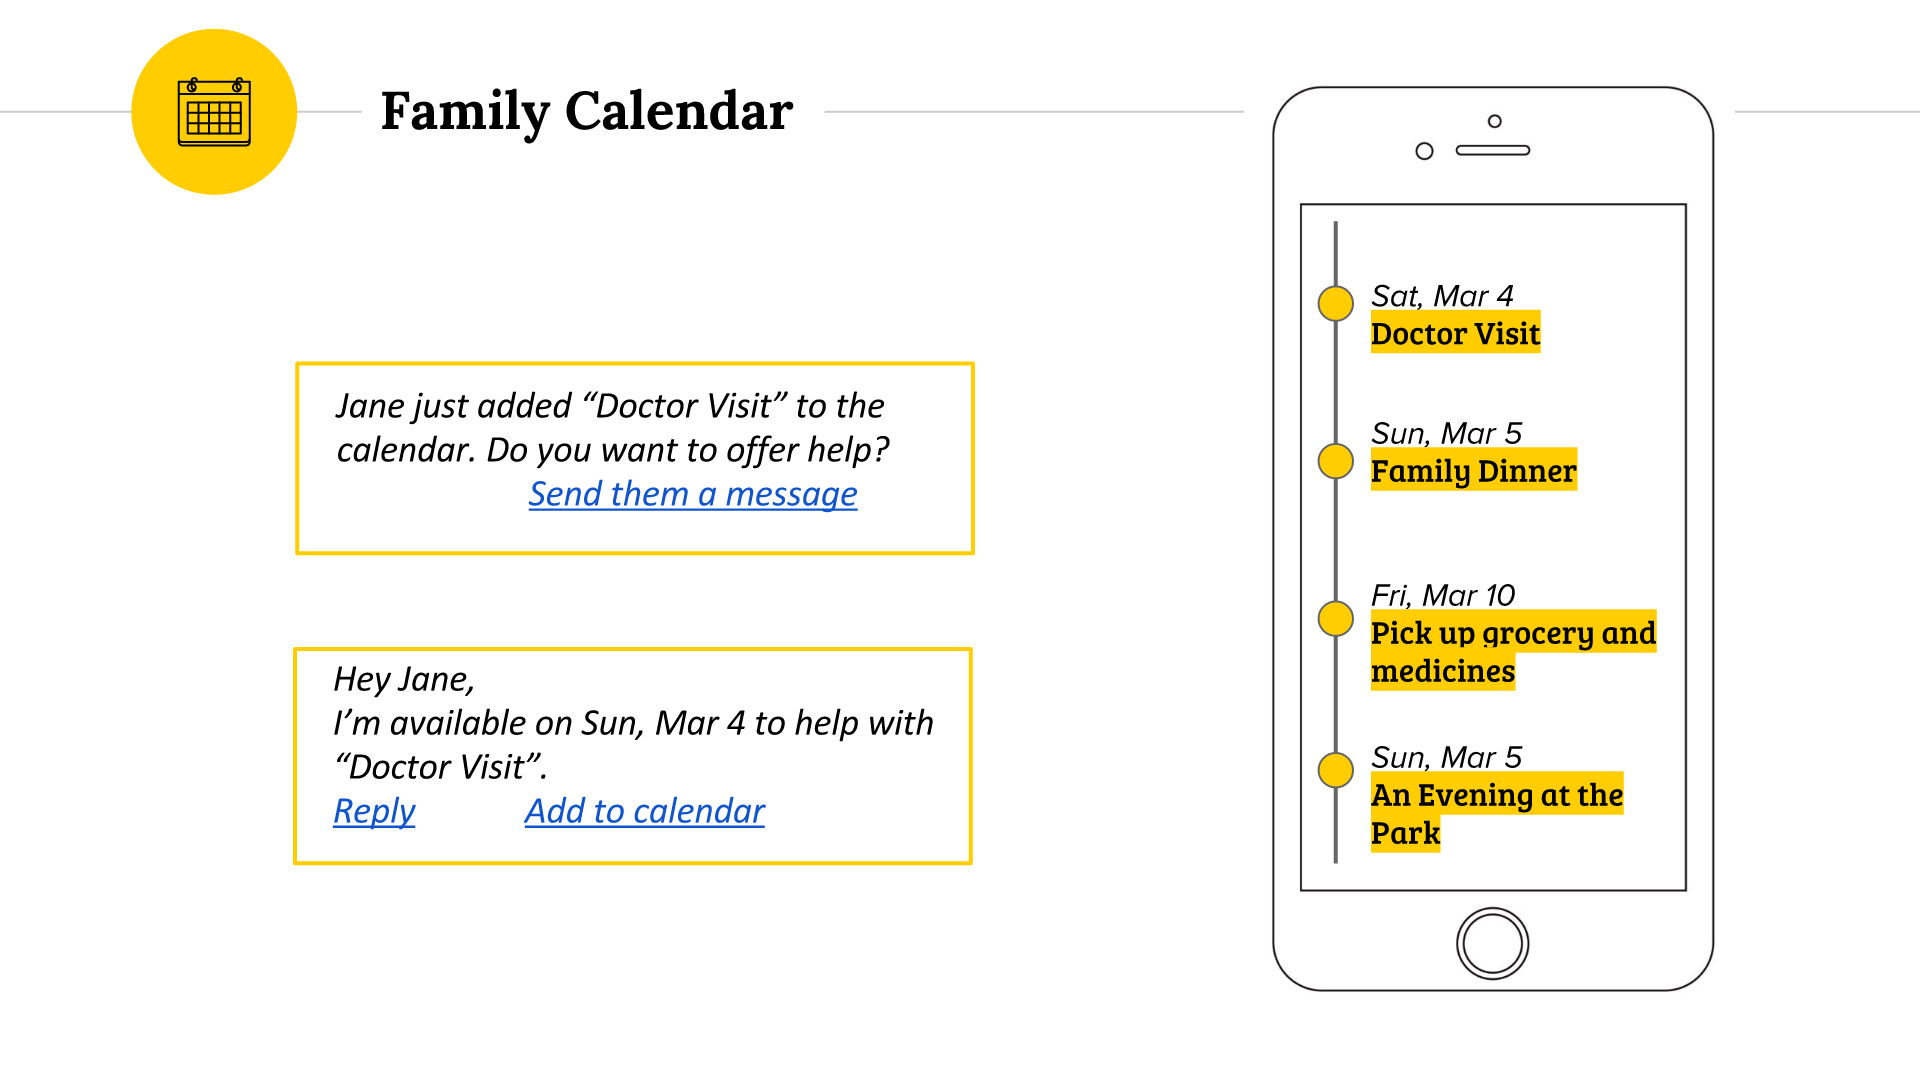 Family Calendar
Jane just added “Doctor Visit” to the
calendar. Do you want to offer help?
Send them a message
Hey Jane,
I’m available on Sun, Mar 4 to help with
“Doctor Visit”.
Reply Add to calendar
Sat, Mar 4
Doctor Visit
Sun, Mar 5
Family Dinner
Fri, Mar 10
Pick up grocery and
medicines
Sun, Mar 5
An Evening at the
Park